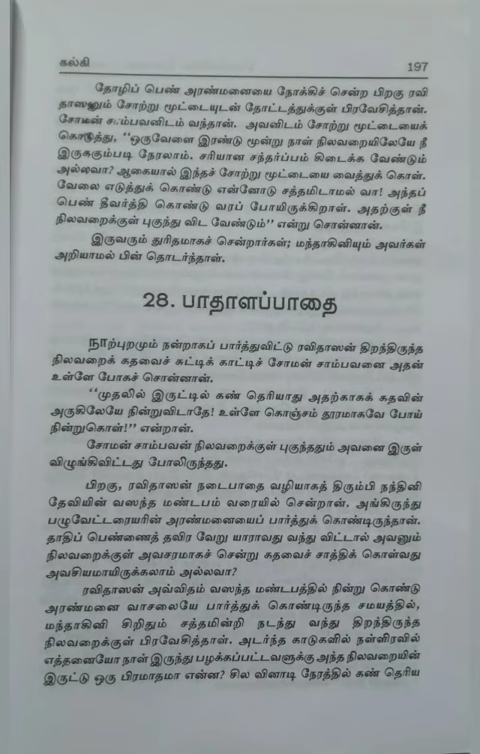 கல்கி
197
தோழிப் பெண் அரண்மனையை நோக்கிச் சென்ற பிறகு ரவி
தாஸனும் சோற்று மூட்டையுடன் தோட்டத்துக்குள் பிரவேசித்தான்.
சோமன் சாம்பவனிடம் வந்தான். அவனிடம் சோற்று மூட்டையைக்
கொடுத்து, "ஒருவேளை இரண்டு மூன்று நாள் நிலவறையிலேயே நீ
இருக்கும்படி நேரலாம். சரியான சந்தர்ப்பம் கிடைக்க வேண்டும்
அல்லவா? ஆகையால் இந்தச் சோற்று மூட்டையை வைத்துக் கொள்.
வேலை எடுத்துக் கொண்டு என்னோடு சத்தமிடாமல் வா! அந்தப்
பெண் தீவர்த்தி கொண்டு வரப் போயிருக்கிறாள். அதற்குள் நீ
நிலவறைக்குள் புகுந்து விட வேண்டும்" என்று சொன்னான்.
இருவரும் துரிதமாகச் சென்றார்கள்; மந்தாகினியும் அவர்கள்
அறியாமல் பின் தொடர்ந்தாள்.
28. பாதாளப்பாதை
நாற்புறமும் நன்றாகப் பார்த்துவிட்டு ரவிதாஸன் திறந்திருந்த
நிலவறைக் கதவைச் சுட்டிக் காட்டிச் சோமன் சாம்பவனை அதன்
உள்ளே போகச் சொன்னான்.
"முதலில் இருட்டில் கண் தெரியாது அதற்காகக் கதவின்
அருகிலேயே நின்றுவிடாதே! உள்ளே கொஞ்சம் தூரமாகவே போய்
நின்றுகொள்!" என்றான்.
சோமன் சாம்பவன் நிலவறைக்குள் புகுந்ததும் அவனை இருள்
விழுங்கிவிட்டது போலிருந்தது.
பிறகு, ரவிதாஸன் நடைபாதை வழியாகத் திரும்பி நந்தினி
தேவியின் வஸந்த மண்டபம் வரையில் சென்றான். அங்கிருந்து
பழுவேட்டரையரின் அரண்மனையைப் பார்த்துக் கொண்டிருந்தான்.
தாதிப் பெண்ணைத் தவிர வேறு யாராவது வந்து விட்டால் அவனும்
நிலவறைக்குள் அவசரமாகச் சென்று கதவைச் சாத்திக் கொள்வது
அவசியமாயிருக்கலாம் அல்லவா?
ரவிதாஸன் அவ்விதம் வஸந்த மண்டபத்தில் நின்று கொண்டு
அரண்மனை வாசலையே பார்த்துக் கொண்டிருந்த சமயத்தில்,
மந்தாகினி சிறிதும் சத்தமின்றி நடந்து வந்து திறந்திருந்த
நிலவறைக்குள் பிரவேசித்தாள். அடர்ந்த காடுகளில் நள்ளிரவில்
எத்தனையோ நாள் இருந்து பழக்கப்பட்டவளுக்கு அந்த நிலவறையின்
இருட்டு ஒரு பிரமாதமா என்ன? சில வினாடி நேரத்தில் கண் தெரிய